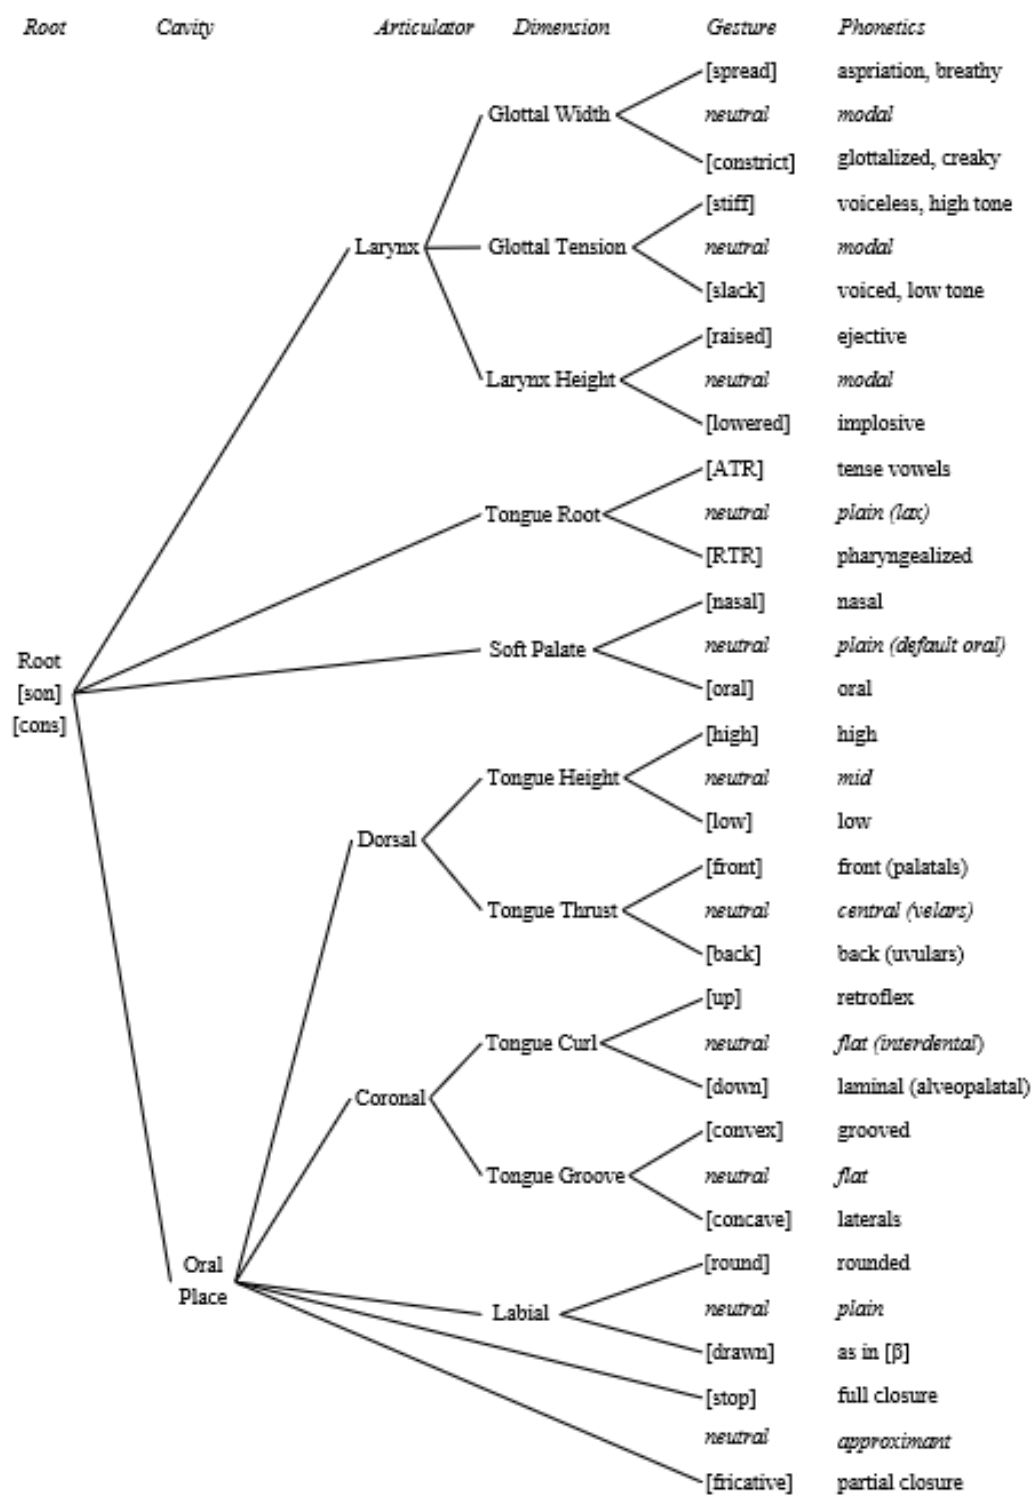 Root Cavity Articulator Dimension Gesture Phonetics
[spread] aspriation, breathy
Glottal Width neutral modal
[constrict] glottalized, creaky
[stiff] voiceless, high tone
Larynx Glottal Tension neutral modal
[slack] voiced, low tone
[raised] ejective
Larynx Height neutral modal
[lowered] implosive
[ATR] tense vowels
Tongue Root neutral plain (lax)
[RTR] pharyngealized
[nasal] nasal
Soft Palate neutral plain (default oral)
Root
[son] [oral] oral
[cons]
[high] high
Tongue Height neutral mid
[low] low
Dorsal
[front] front (palatals)
Tongue Thrust neutral central (velars)
[back] back (uvulars)
[up] retroflex
Tongue Curl neutral flat (interdental)
Coronal [down] laminal (alveopalatal)
[convex] grooved
Tongue Groove neutral flat
[concave] laterals
Oral [round] rounded
Place
Labial neutral plain
[drawn] as in [β]
[stop] full closure
neutral approximant
[fricative] partial closure